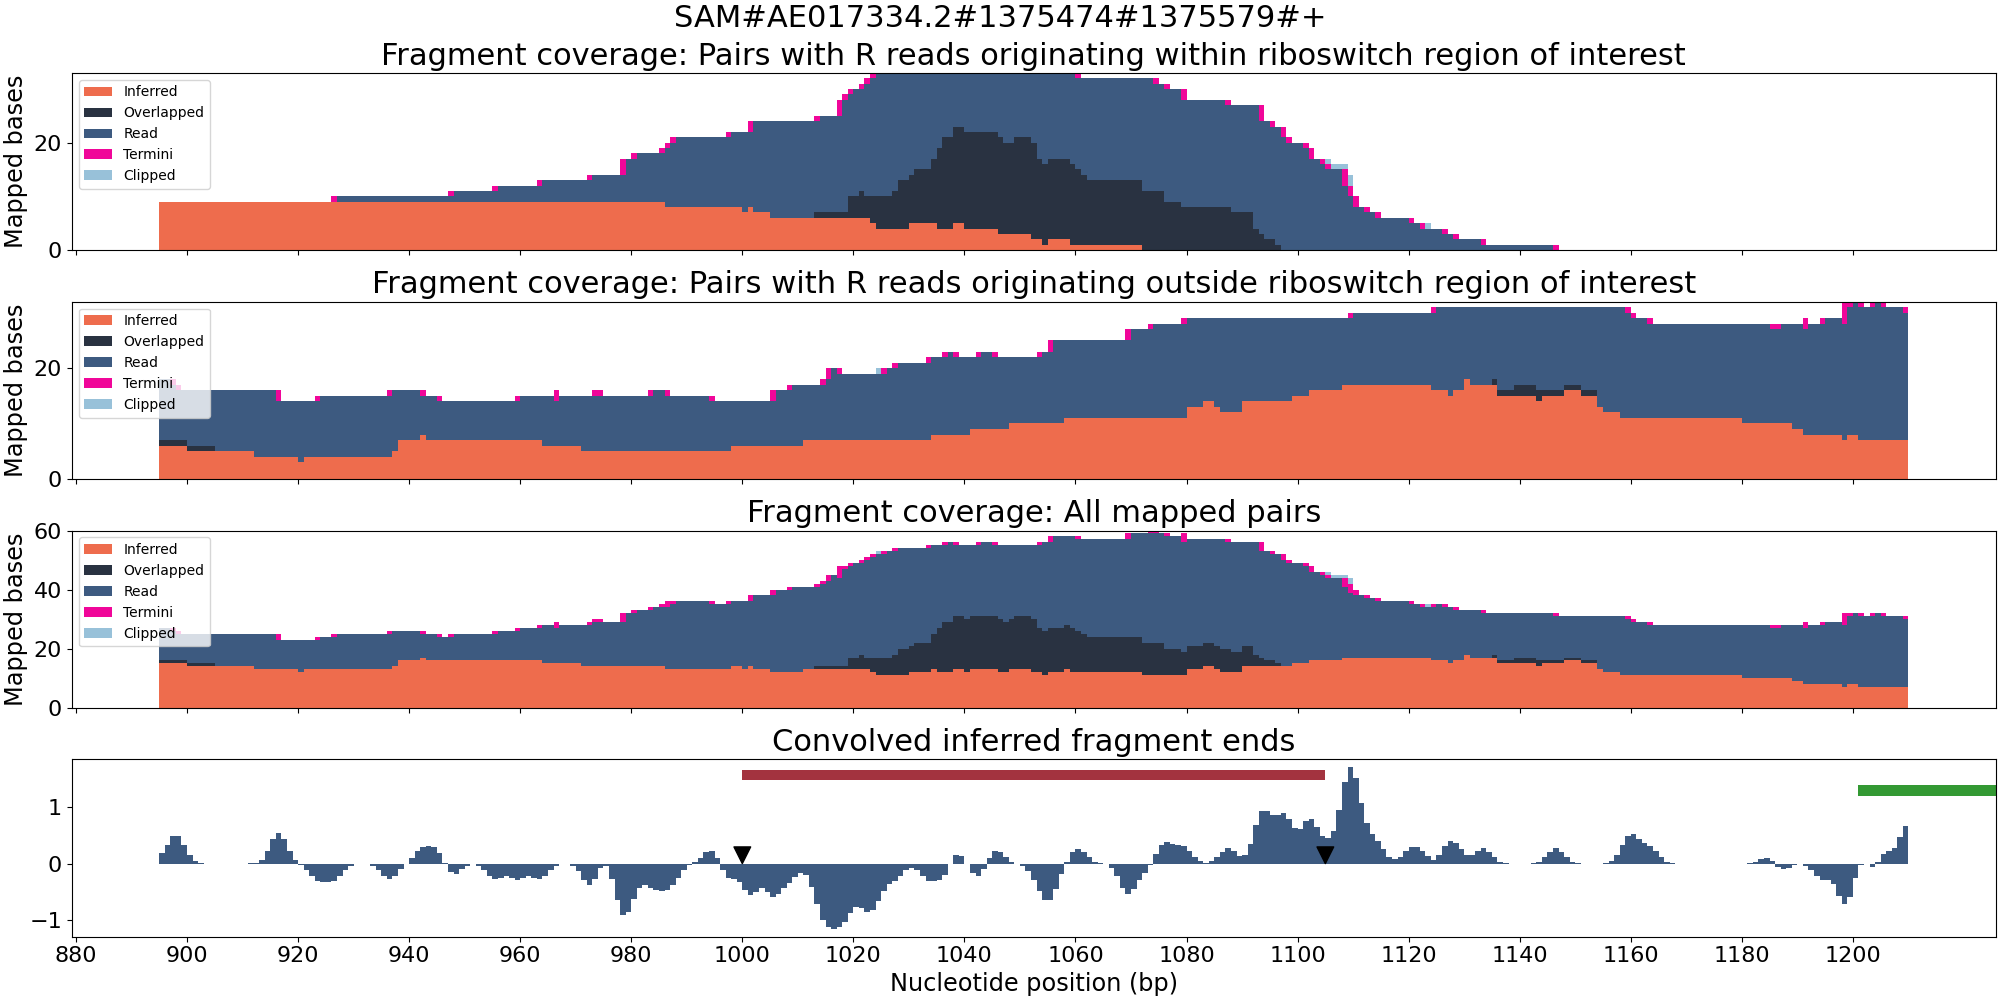 SAM#AE017334.2#1375474#1375579#+
Fragment coverage: Pairs with R reads originating within riboswitch region of interest
Mapped bases
20
0
Inferred
Overlapped
Read
Termini
Clipped
Fragment coverage: Pairs with R reads originating outside riboswitch region of interest
Mapped bases
20
0
Inferred
Overlapped
Read
Termini
Clipped
Fragment coverage: All mapped pairs
Mapped bases
60
40
20
0
Inferred
Overlapped
Read
Termini
Clipped
Convolved inferred fragment ends
1
0
−1
880 900 920 940 960 980 1000 1020 1040 1060 1080 1100 1120 1140 1160 1180 1200
Nucleotide position (bp)